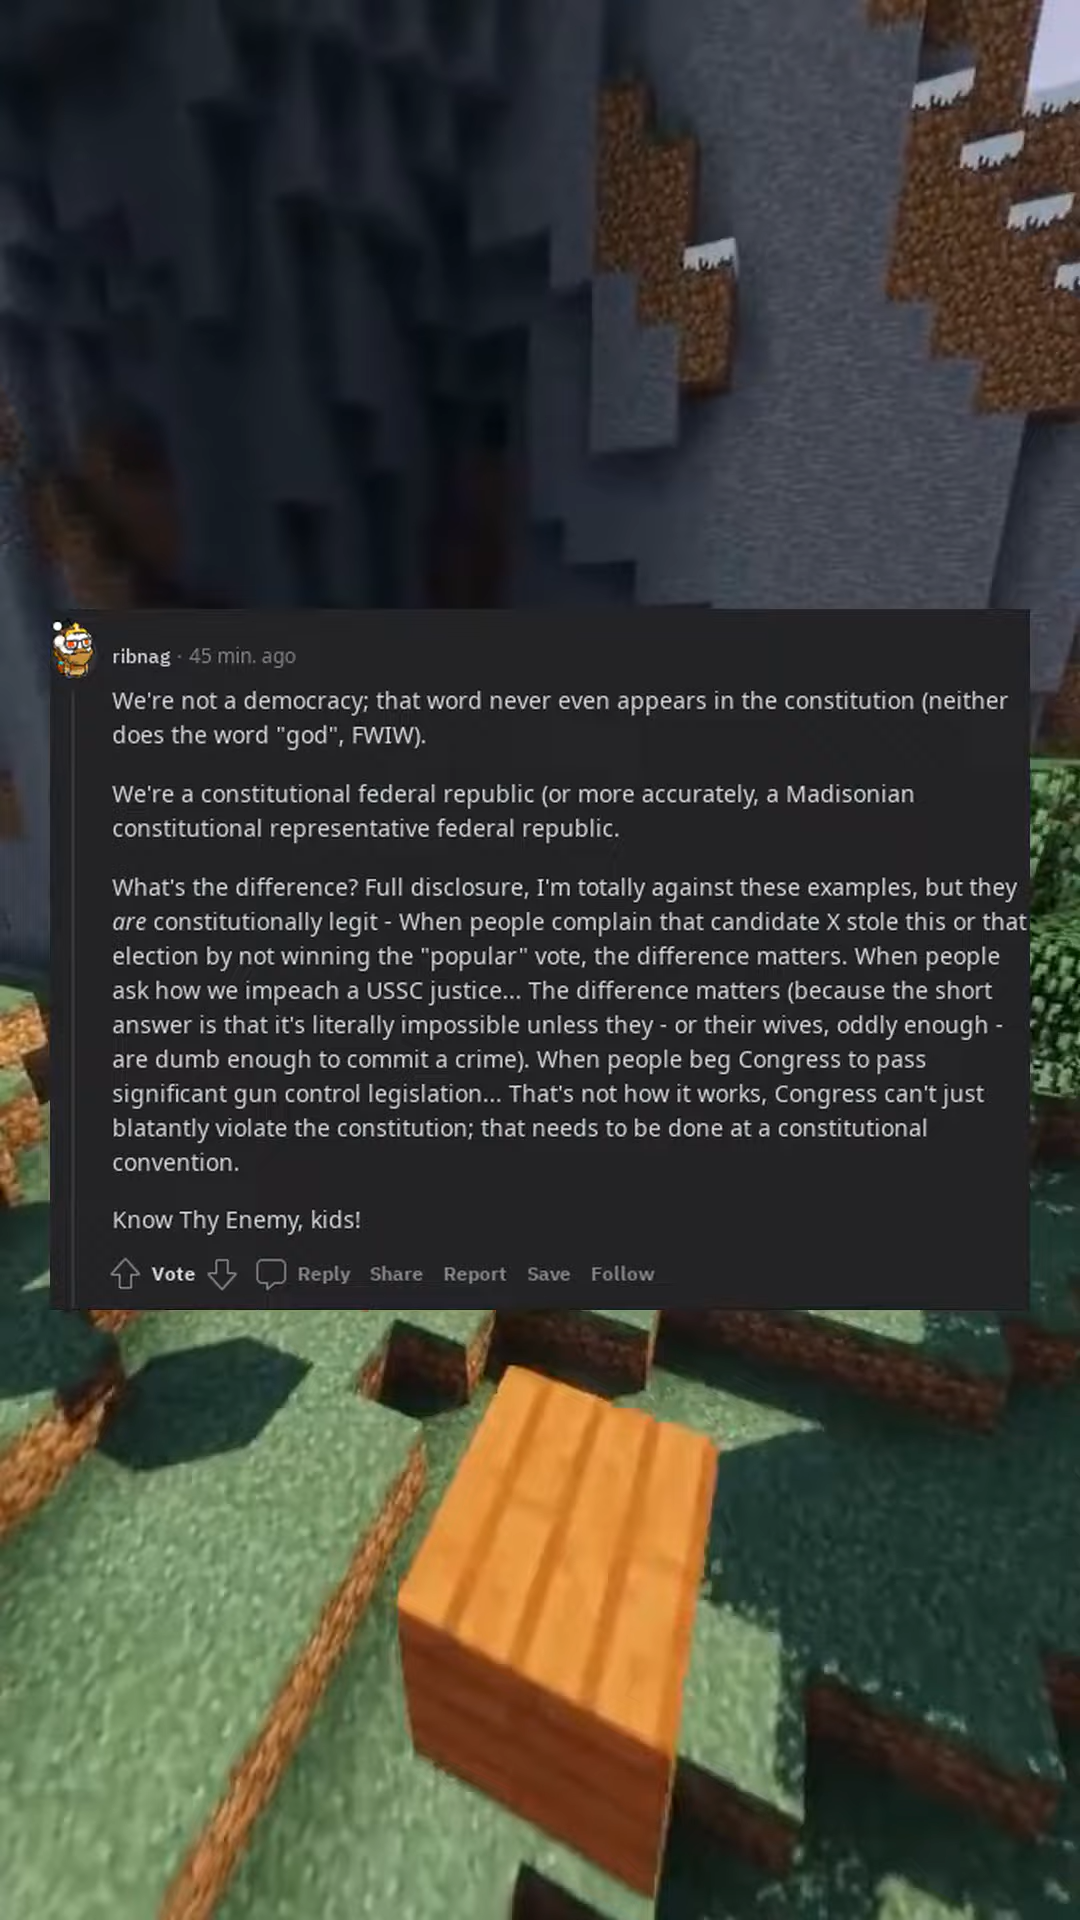 ribnag · 45 min. ago
We're not a democracy; that word never even appears in the constitution (neither
does the word "god", FWIW).
We're a constitutional federal republic (or more accurately, a Madisonian
constitutional representative federal republic.
What's the difference? Full disclosure, I'm totally against these examples, but they
are constitutionally legit - When people complain that candidate X stole this or that
election by not winning the "popular" vote, the difference matters. When people
ask how we impeach a USSC justice... The difference matters (because the short
answer is that it's literally impossible unless they - or their wives, oddly enough -
are dumb enough to commit a crime). When people beg Congress to pass
significant gun control legislation... That's not how it works, Congress can't just
blatantly violate the constitution; that needs to be done at a constitutional
convention.
Know Thy Enemy, kids!
Vote Reply Share Report Save Follow